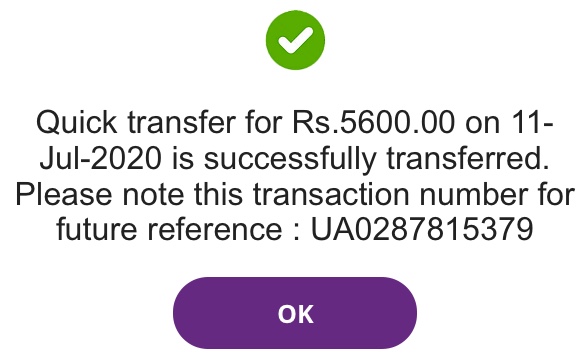 Quick transfer for Rs.5600.00 on 11-
Jul-2020 is successfully transferred.
Please note this transaction number for
future reference : UA0287815379
OK